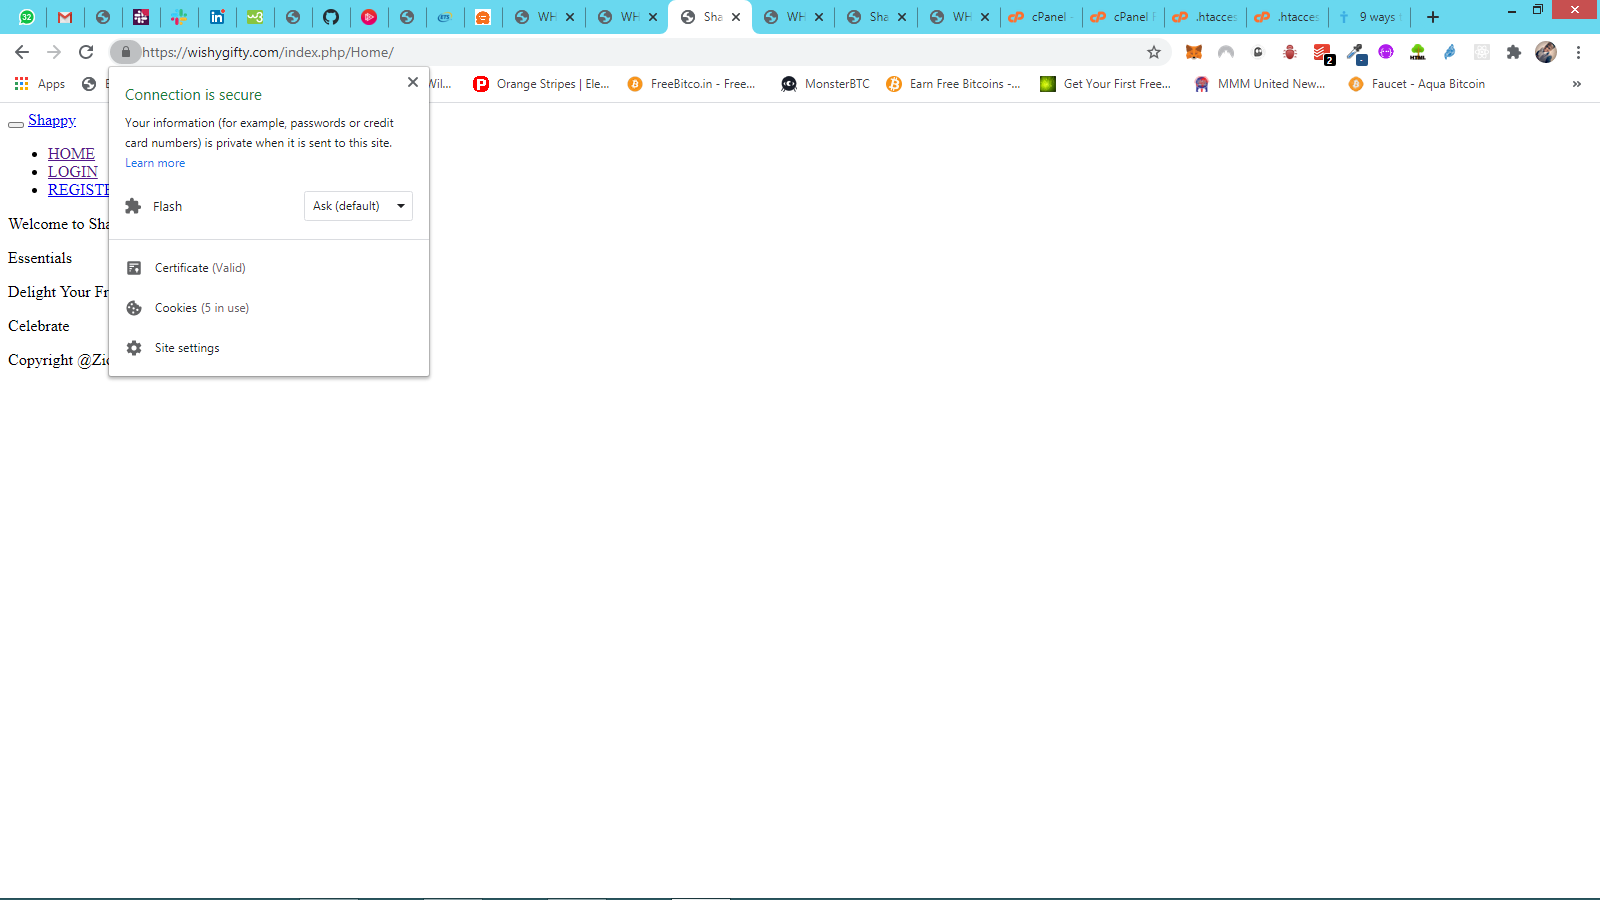 32
WH
WH
Sha
WH
Sha
WH
cPanel -
cPanel F
.htacces
.htacces
9 ways t
https://wishygifty.com/index.php/Home/
2
Apps
Wil...
Orange Stripes | Ele...
FreeBitco.in - Free...
MonsterBTC
Earn Free Bitcoins -...
Get Your First Free...
MMM United New...
Faucet - Aqua Bitcoin
»
Connection is secure
Your information (for example, passwords or credit
card numbers) is private when it is sent to this site.
Learn more
Flash
Ask (default)
Certificate (Valid)
Cookies (5 in use)
Site settings
Shappy
HOME
LOGIN
REGISTE
Welcome to Sha
Essentials
Delight Your Fr
Celebrate
Copyright @Zi